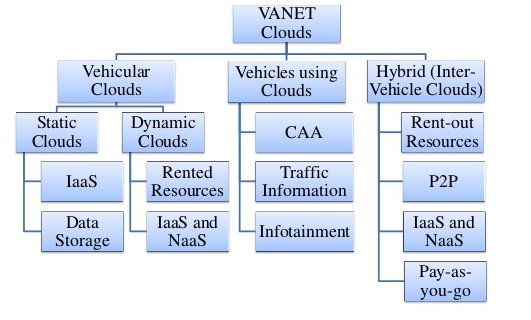 VANET
Clouds
Vehicular
Clouds
Vehicles using
Clouds
Hybrid (Inter-
Vehicle Clouds)
Static
Clouds
Dynamic
Clouds
IaaS
Data
Storage
Rented
Resources
IaaS and
NaaS
CAA
Traffic
Information
Infotainment
Rent-out
Resources
P2P
IaaS and
NaaS
Pay-as-
you-go